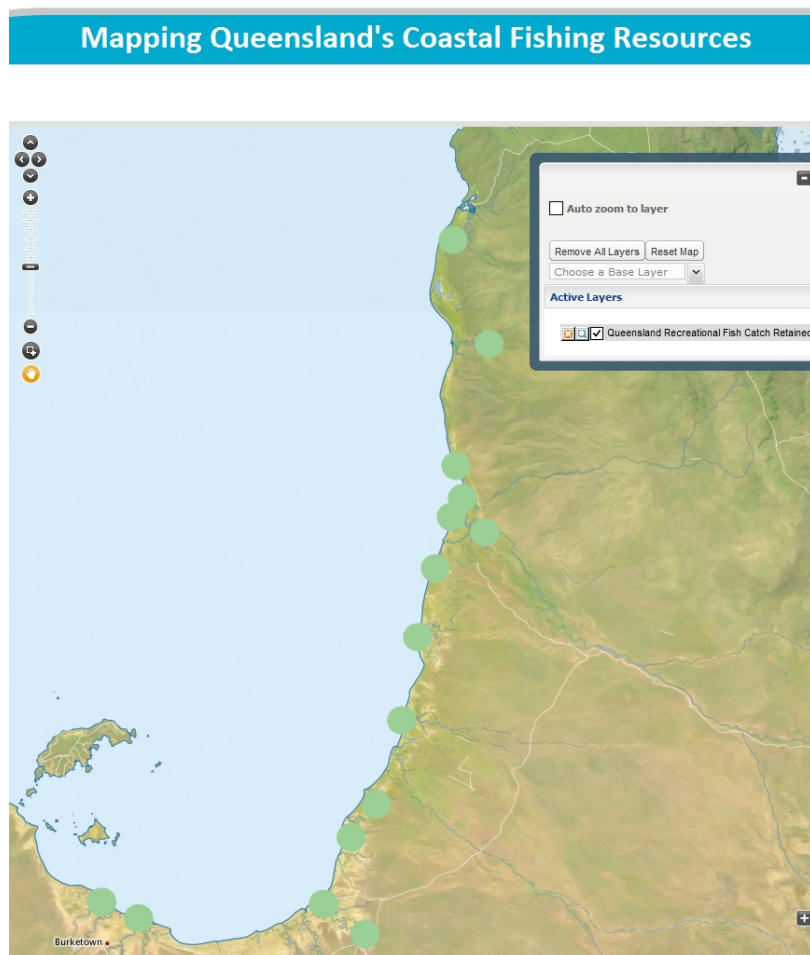 Mapping Queensland's Coastal Fishing Resources
Auto zoom to layer
Remove All Layers Reset Map
Choose a Base Layer
Active Layers
Queensland Recreational Fish Catch Retained
Burketown